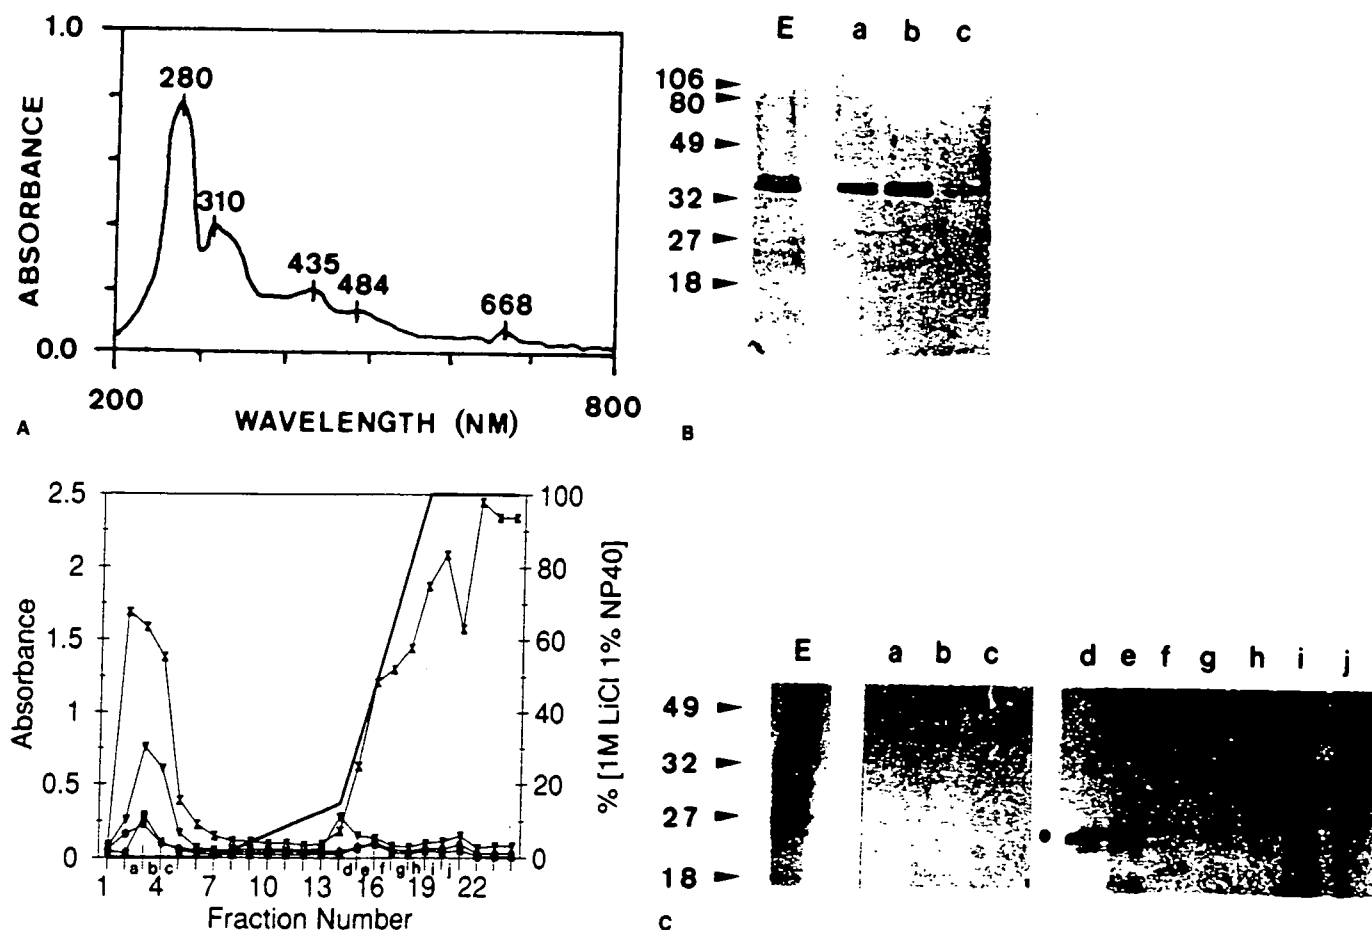 1.0
ABSORBANCE
280
310
435
484
668
0.0
200
800
WAVELENGTH (NM)
A
E a b c
106
80
49
32
27
18
B
2.5
2
1.5
1
0.5
0
Absorbance
100
80
60
40
20
0
% [1M LiCl 1% NP40]
a b c d e f g h i j
1 4 7 10 13 16 19 22
Fraction Number
E a b c d e f g h i j
49
32
27
18
C